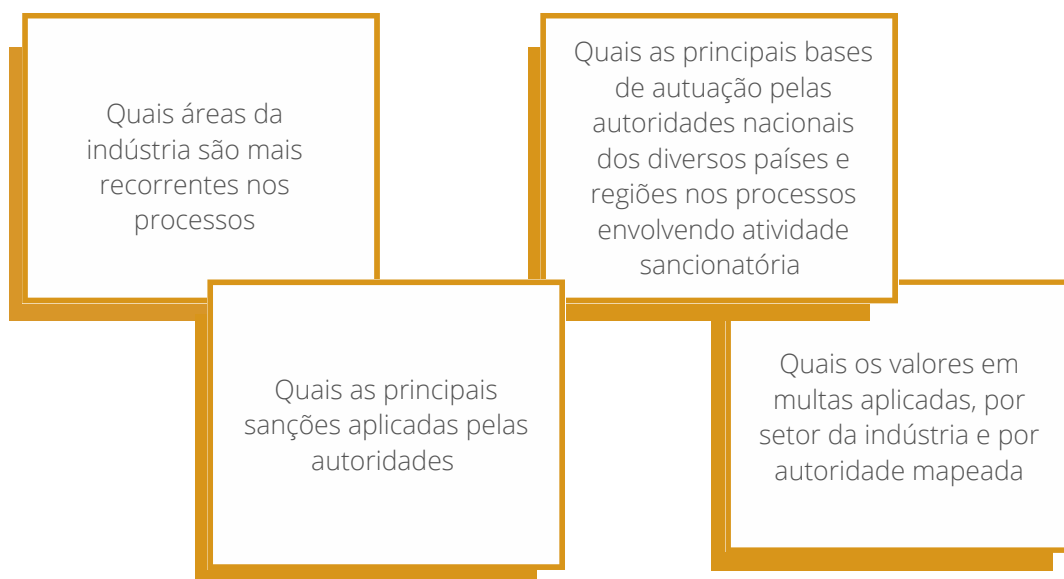 Quais áreas da
indústria são mais
recorrentes nos
processos
Quais as principais bases
de autuação pelas
autoridades nacionais
dos diversos países e
regiões nos processos
envolvendo atividade
sancionatória
Quais as principais
sanções aplicadas pelas
autoridades
Quais os valores em
multas aplicadas, por
setor da indústria e por
autoridade mapeada